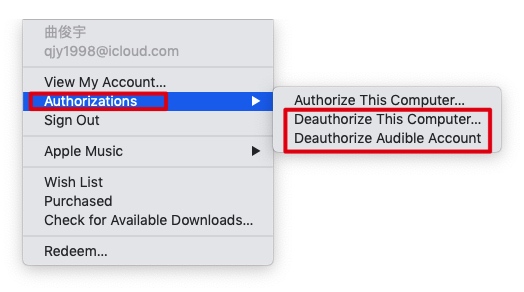 曲俊宇
qjy1998@icloud.com
View My Account...
Authorizations
Sign Out
Apple Music
Wish List
Purchased
Check for Available Downloads...
Redeem...
Authorize This Computer...
Deauthorize This Computer...
Deauthorize Audible Account